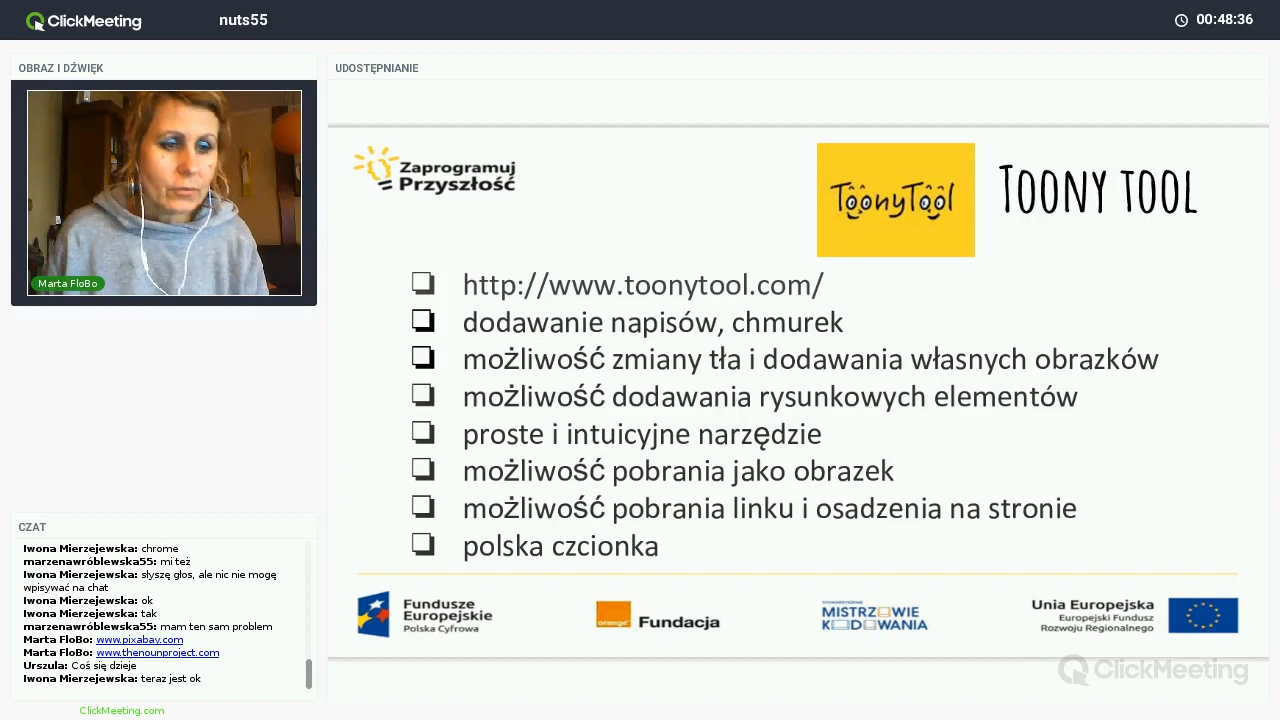 ClickMeeting
nuts55
00:48:36
OBRAZ I DŹWIĘK
Marta FloBo
CZAT
Iwona Mierzejewska: chrome
marzenawróblewska55: mi też
Iwona Mierzejewska: słyszę głos, ale nic nie mogę
wpisywać na chat
Iwona Mierzejewska: ok
Iwona Mierzejewska: tak
marzenawróblewska55: mam ten sam problem
Marta FloBo: www.pixabay.com
Marta FloBo: www.thenounproject.com
Urszula: Coś się dzieje
Iwona Mierzejewska: teraz jest ok
ClickMeeting.com
UDOSTĘPNIANIE
Zaprogramuj
Przyszłość
ToonyTool
TOONY TOOL
http://www.toonytool.com/
dodawanie napisów, chmurek
możliwość zmiany tła i dodawania własnych obrazków
możliwość dodawania rysunkowych elementów
proste i intuicyjne narzędzie
możliwość pobrania jako obrazek
możliwość pobrania linku i osadzenia na stronie
polska czcionka
Fundusze
Europejskie
Polska Cyfrowa
orange
Fundacja
STOWARZYSZENIE
MISTRZOWIE
KODOWANIA
Unia Europejska
Europejski Fundusz
Rozwoju Regionalnego
ClickMeeting